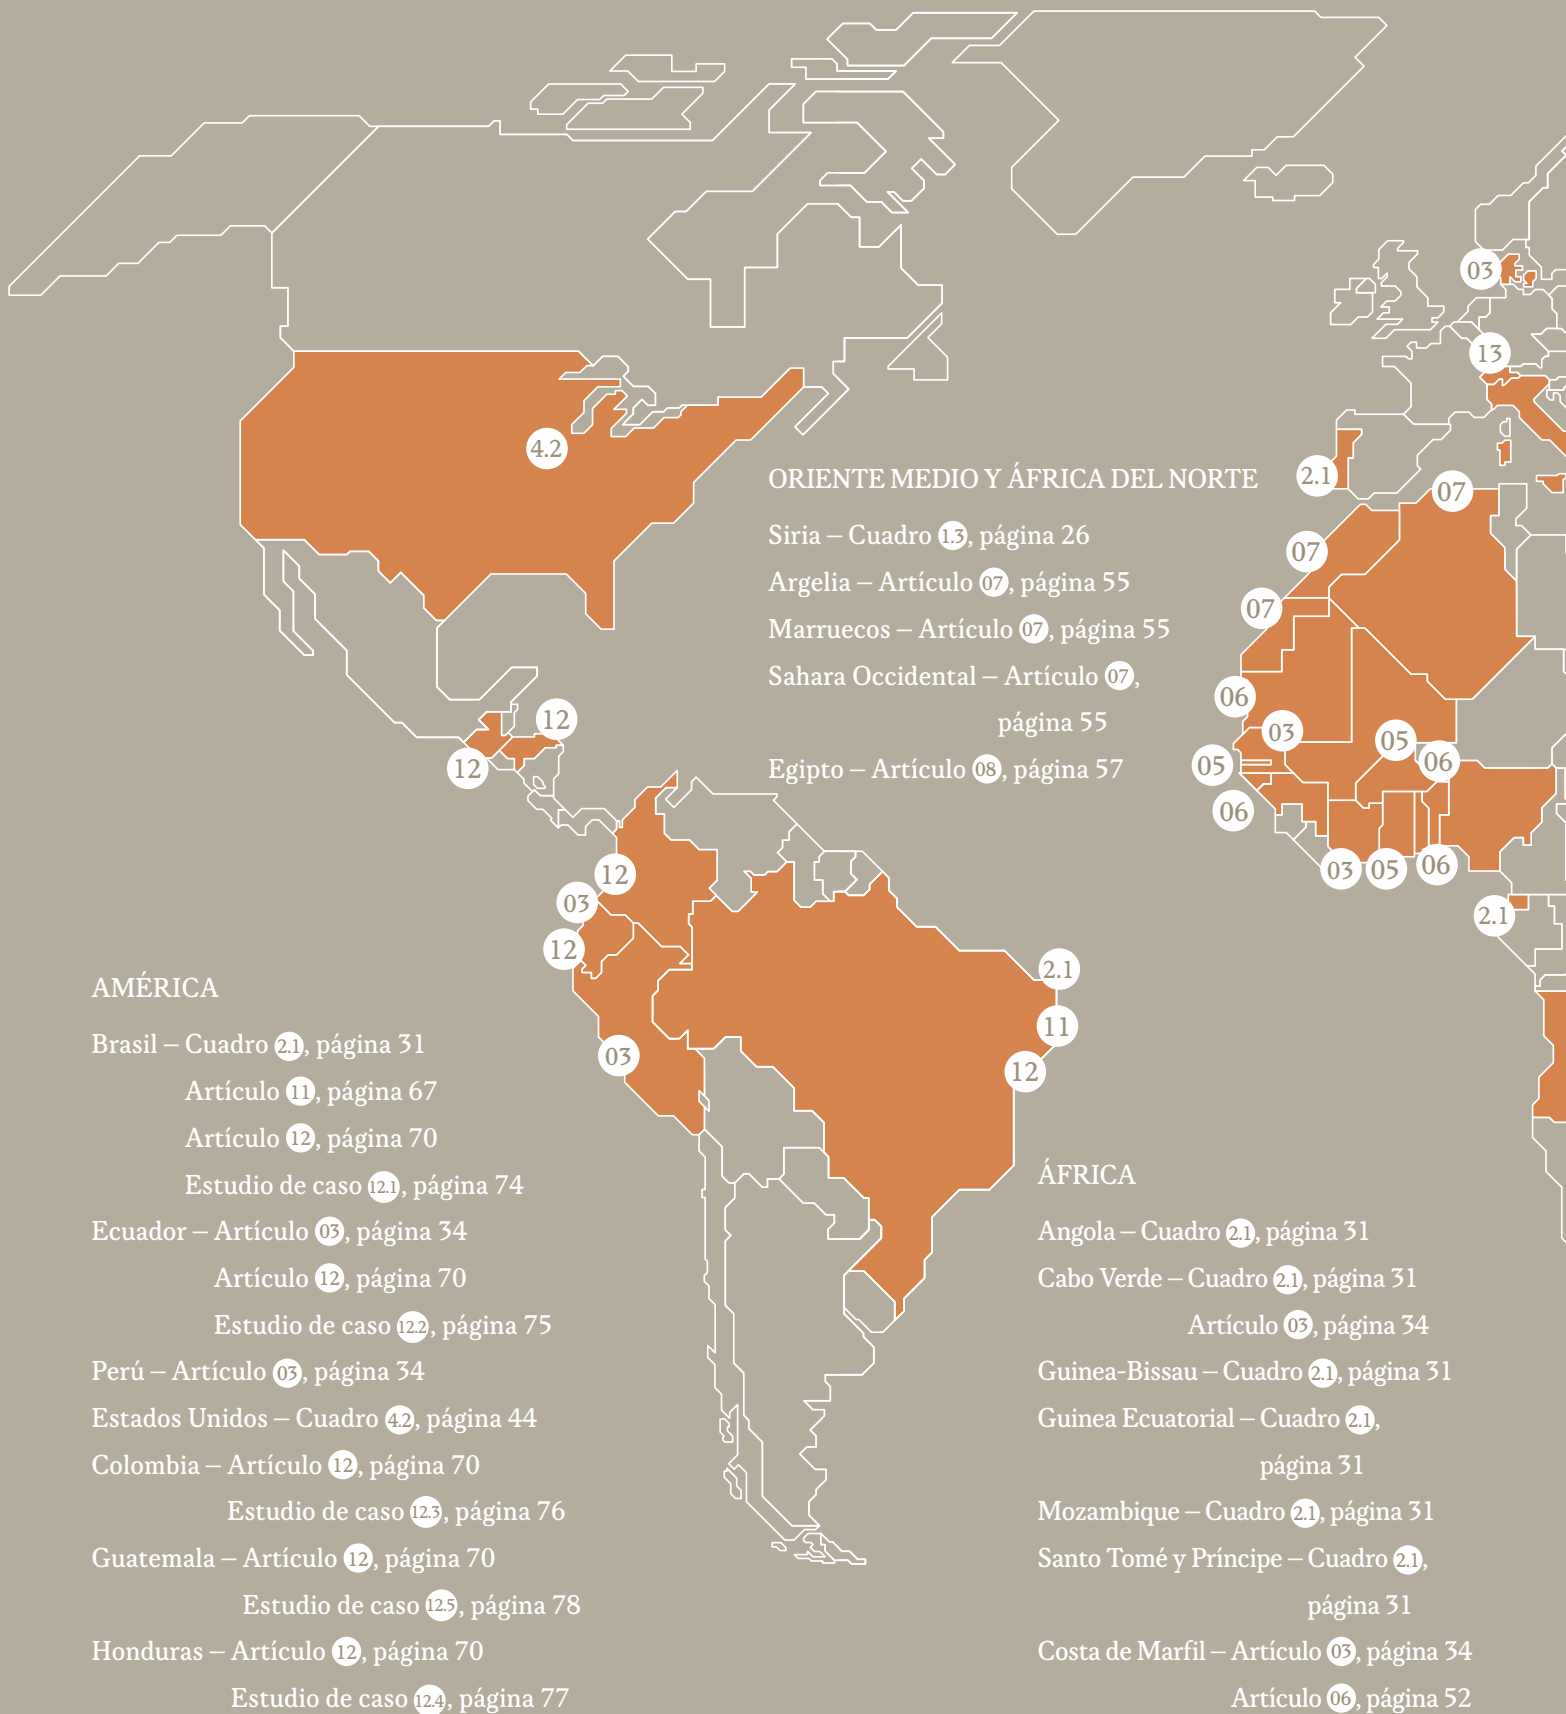 03
13
4.2
2.1
07
07
07
06
03
05
06
05
06
03
05
06
2.1
12
12
12
03
12
03
2.1
11
12
ORIENTE MEDIO Y ÁFRICA DEL NORTE
Siria – Cuadro 1.3, página 26
Argelia – Artículo 07, página 55
Marruecos – Artículo 07, página 55
Sahara Occidental – Artículo 07,
página 55
Egipto – Artículo 08, página 57
AMÉRICA
Brasil – Cuadro 2.1, página 31
Artículo 11, página 67
Artículo 12, página 70
Estudio de caso 12.1, página 74
Ecuador – Artículo 03, página 34
Artículo 12, página 70
Estudio de caso 12.2, página 75
Perú – Artículo 03, página 34
Estados Unidos – Cuadro 4.2, página 44
Colombia – Artículo 12, página 70
Estudio de caso 12.3, página 76
Guatemala – Artículo 12, página 70
Estudio de caso 12.5, página 78
Honduras – Artículo 12, página 70
Estudio de caso 12.4, página 77
ÁFRICA
Angola – Cuadro 2.1, página 31
Cabo Verde – Cuadro 2.1, página 31
Artículo 03, página 34
Guinea-Bissau – Cuadro 2.1, página 31
Guinea Ecuatorial – Cuadro 2.1,
página 31
Mozambique – Cuadro 2.1, página 31
Santo Tomé y Príncipe – Cuadro 2.1,
página 31
Costa de Marfil – Artículo 03, página 34
Artículo 06, página 52